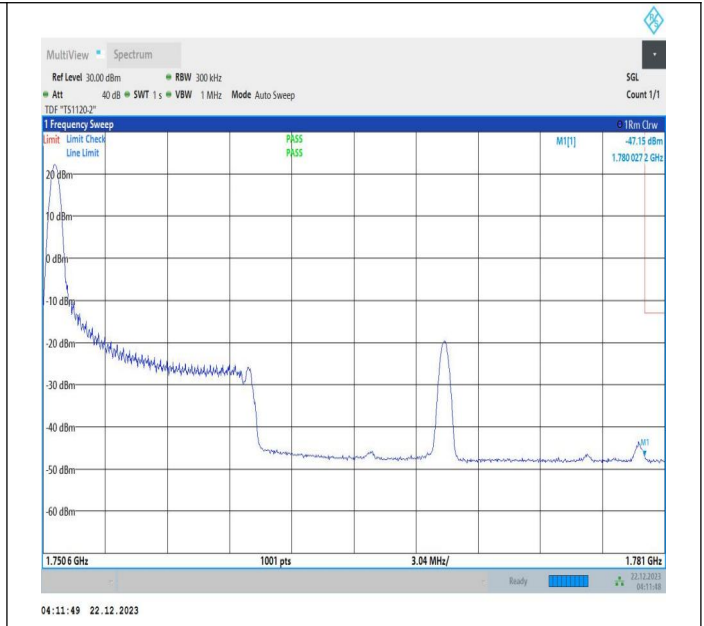 R S
MultiView Spectrum
Ref Level 30.00 dBm RBW 300 kHz SGL
Att 40 dB SWT 1 s VBW 1 MHz Mode Auto Sweep Count 1/1
TDF "TS1120-2"
1 Frequency Sweep 1Rm Clrw
Limit Limit Check PASS M1[1] -47.15 dBm
Line Limit PASS 1.780 027 2 GHz
20 dBm
10 dBm
0 dBm
-10 dBm
-20 dBm
-30 dBm
-40 dBm
M1
-50 dBm
-60 dBm
1.750 6 GHz 1001 pts 3.04 MHz/ 1.781 GHz
Ready 22.12.2023
04:11:48
04:11:49 22.12.2023